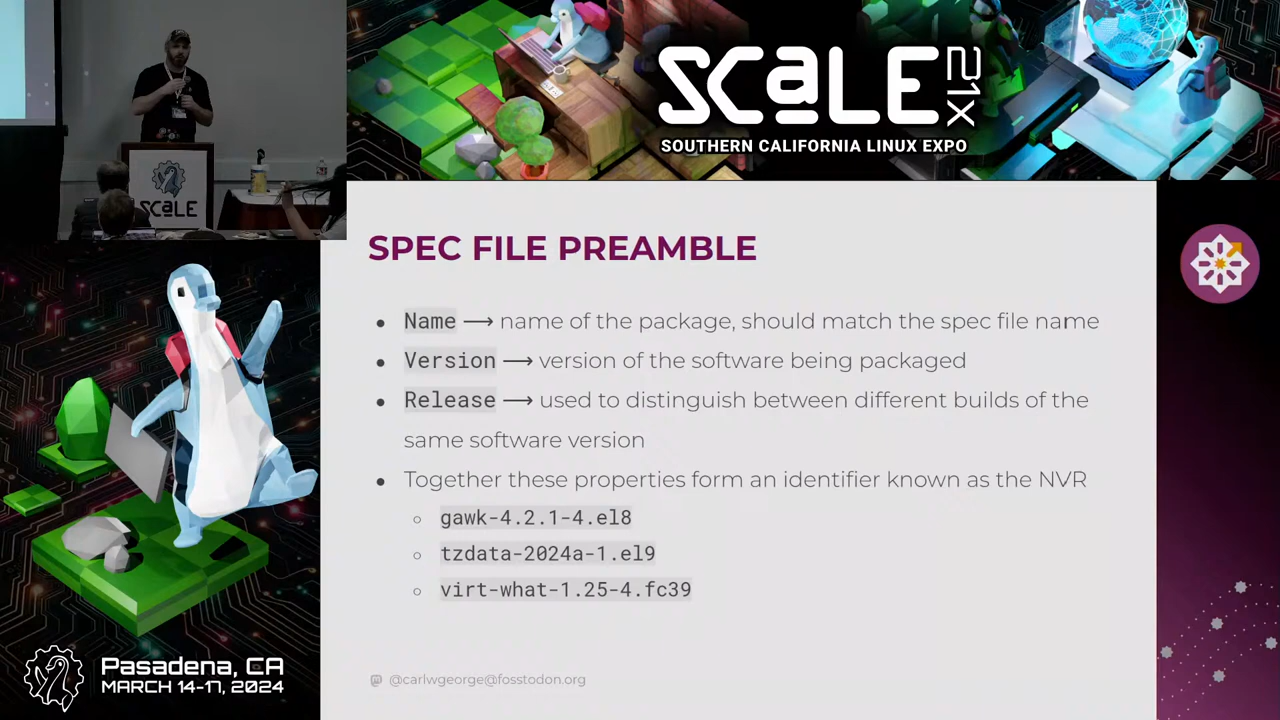 SCaLE 21X
SOUTHERN CALIFORNIA LINUX EXPO
SCaLE
SPEC FILE PREAMBLE
• Name ⟶ name of the package, should match the spec file name
• Version ⟶ version of the software being packaged
• Release ⟶ used to distinguish between different builds of the
same software version
• Together these properties form an identifier known as the NVR
○ gawk-4.2.1-4.el8
○ tzdata-2024a-1.el9
○ virt-what-1.25-4.fc39
@carlwgeorge@fosstodon.org
Pasadena, CA
MARCH 14-17, 2024